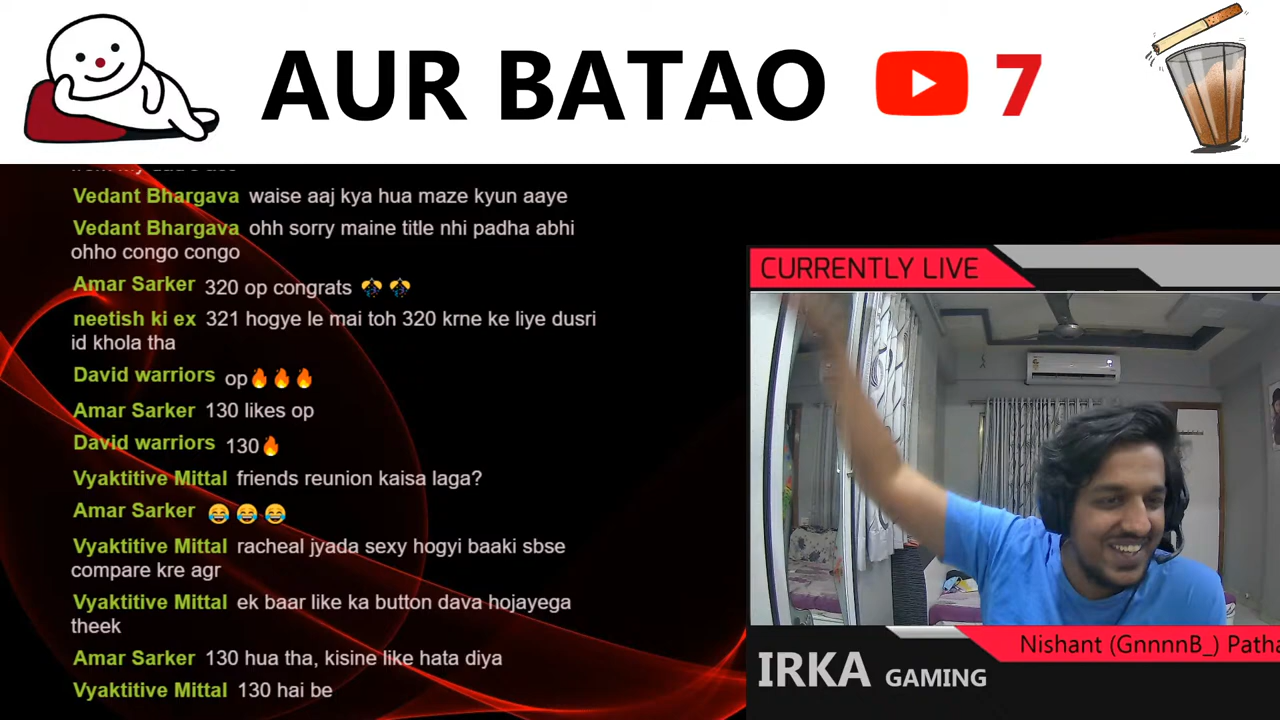 AUR BATAO
7
Vedant Bhargava waise aaj kya hua maze kyun aaye
Vedant Bhargava ohh sorry maine title nhi padha abhi
ohho congo congo
Amar Sarker 320 op congrats 🎊 🎊
neetish ki ex 321 hogye le mai toh 320 krne ke liye dusri
id khola tha
David warriors op🔥🔥🔥
Amar Sarker 130 likes op
David warriors 130🔥
Vyaktitive Mittal friends reunion kaisa laga?
Amar Sarker 😂😂😂
Vyaktitive Mittal racheal jyada sexy hogyi baaki sbse
compare kre agr
Vyaktitive Mittal ek baar like ka button dava hojayega
theek
Amar Sarker 130 hua tha, kisine like hata diya
Vyaktitive Mittal 130 hai be
CURRENTLY LIVE
Nishant (GnnnnB_) Patha
IRKA GAMING